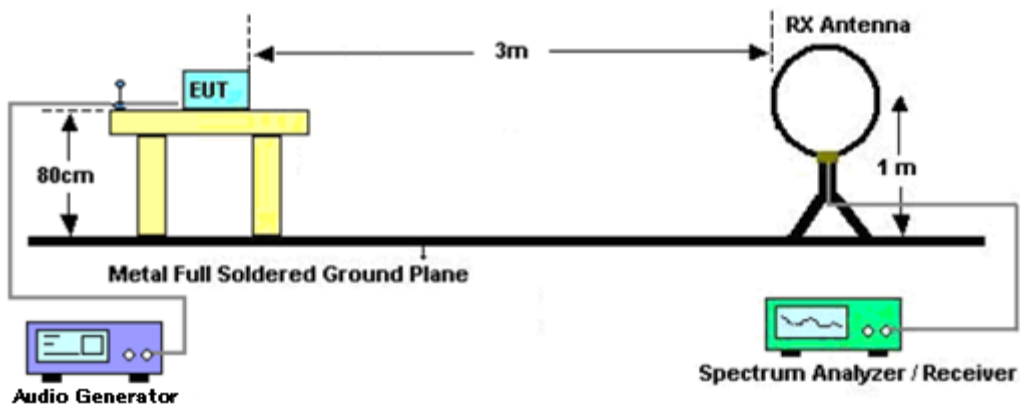 RX Antenna
3m
EUT
80cm
1 m
Metal Full Soldered Ground Plane
Spectrum Analyzer / Receiver
Audio Generator